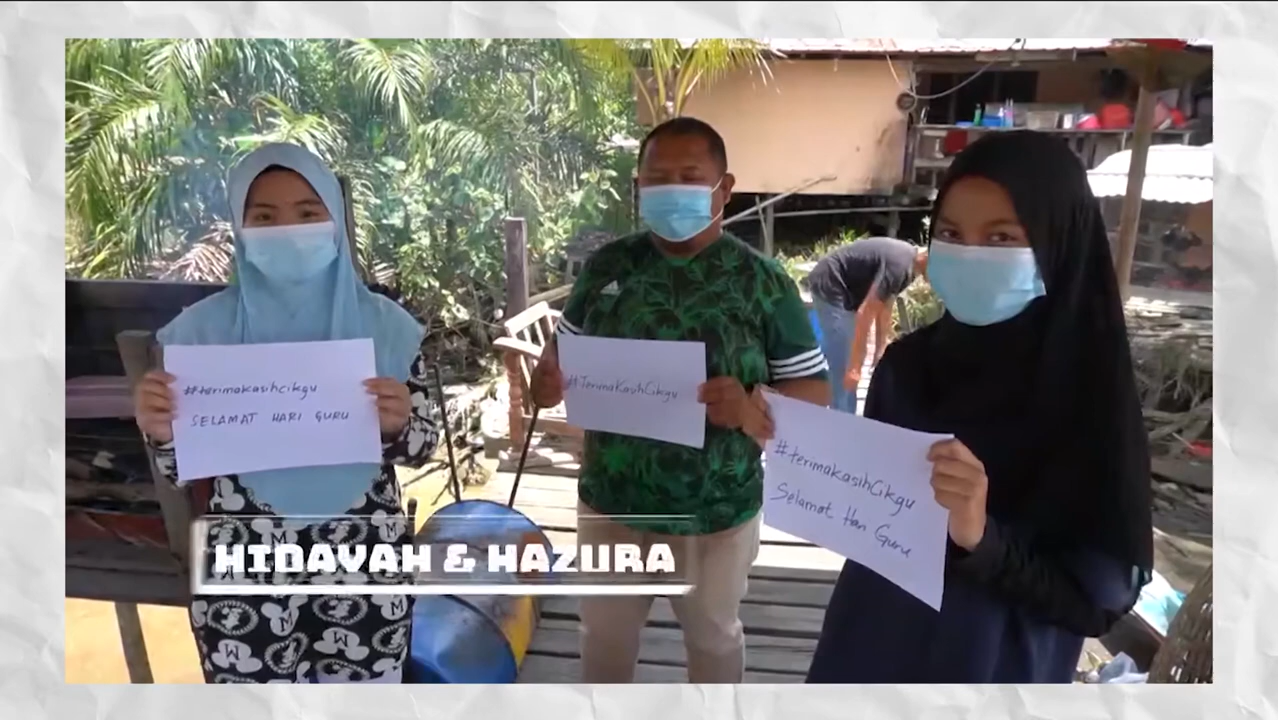 #terimakasihcikgu
SELAMAT HARI GURU
#TerimaKasihCikgu
#terimakasihCikgu
Selamat Hari Guru
HIDAYAH & HAZURA